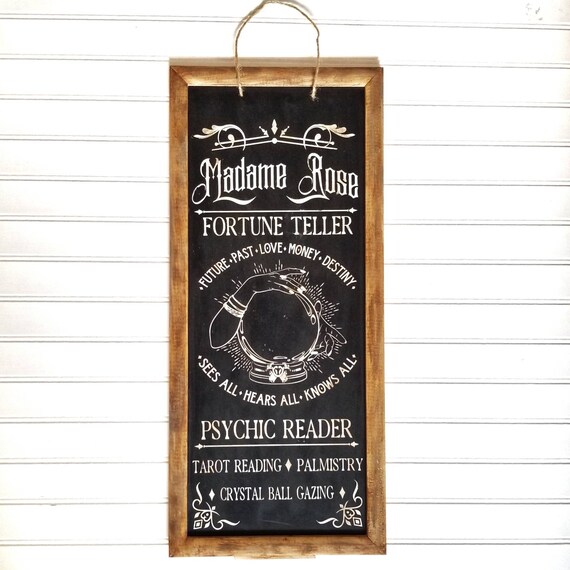 Madame Rose
FORTUNE TELLER
FUTURE • PAST • LOVE • MONEY • DESTINY
SEES ALL • HEARS ALL • KNOWS ALL
PSYCHIC READER
TAROT READING ♦ PALMISTRY
♦ CRYSTAL BALL GAZING ♦